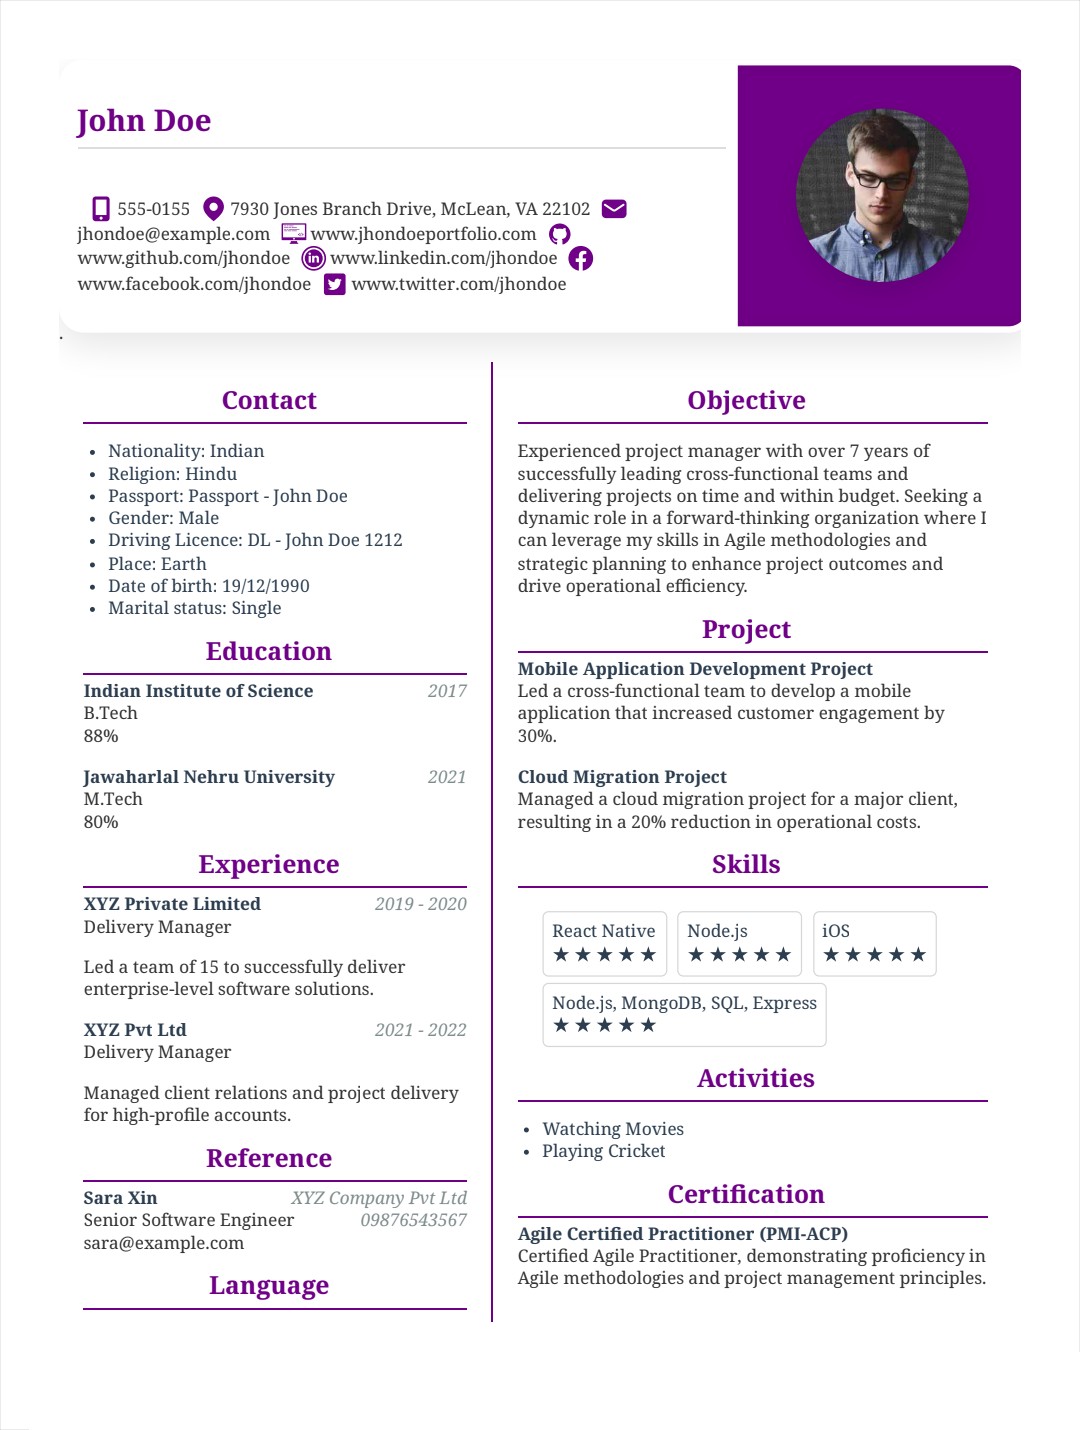 John Doe
555-0155 7930 Jones Branch Drive, McLean, VA 22102
jhondoe@example.com www.jhondoeportfolio.com
www.github.com/jhondoe in www.linkedin.com/jhondoe
www.facebook.com/jhondoe www.twitter.com/jhondoe
.
Contact
• Nationality: Indian
• Religion: Hindu
• Passport: Passport - John Doe
• Gender: Male
• Driving Licence: DL - John Doe 1212
• Place: Earth
• Date of birth: 19/12/1990
• Marital status: Single
Education
Indian Institute of Science 2017
B.Tech
88%
Jawaharlal Nehru University 2021
M.Tech
80%
Experience
XYZ Private Limited 2019 - 2020
Delivery Manager
Led a team of 15 to successfully deliver
enterprise-level software solutions.
XYZ Pvt Ltd 2021 - 2022
Delivery Manager
Managed client relations and project delivery
for high-profile accounts.
Reference
Sara Xin XYZ Company Pvt Ltd
Senior Software Engineer 09876543567
sara@example.com
Language
Objective
Experienced project manager with over 7 years of
successfully leading cross-functional teams and
delivering projects on time and within budget. Seeking a
dynamic role in a forward-thinking organization where I
can leverage my skills in Agile methodologies and
strategic planning to enhance project outcomes and
drive operational efficiency.
Project
Mobile Application Development Project
Led a cross-functional team to develop a mobile
application that increased customer engagement by
30%.
Cloud Migration Project
Managed a cloud migration project for a major client,
resulting in a 20% reduction in operational costs.
Skills
React Native Node.js iOS
★★★★★ ★★★★★ ★★★★★
Node.js, MongoDB, SQL, Express
★★★★★
Activities
• Watching Movies
• Playing Cricket
Certification
Agile Certified Practitioner (PMI-ACP)
Certified Agile Practitioner, demonstrating proficiency in
Agile methodologies and project management principles.